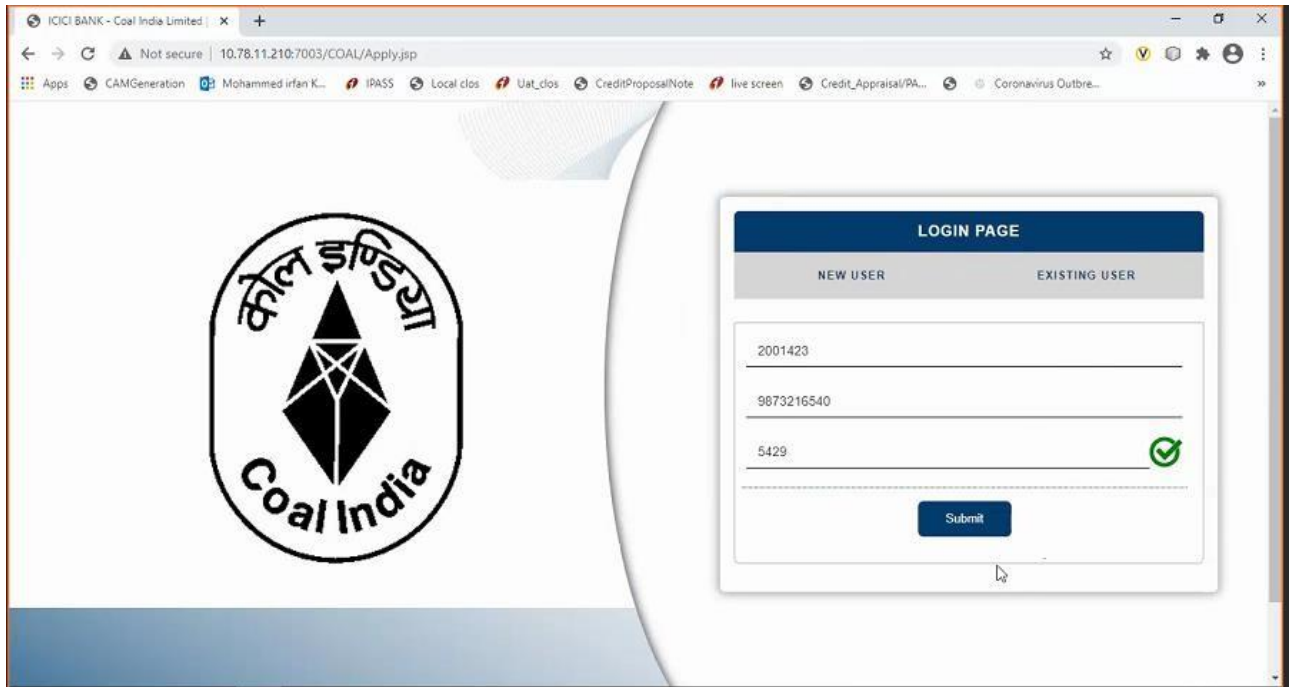 ICICI BANK - Coal India Limited |
Not secure | 10.78.11.210:7003/COAL/Apply.jsp
Apps CAMGeneration Mohammed irfan K... IPASS Local clos Uat_clos CreditProposalNote live screen Credit_Appraisal/PA... Coronavirus Outbre... »
कोल इण्डिया
Coal India
LOGIN PAGE
NEW USER EXISTING USER
2001423
9873216540
5429
Submit